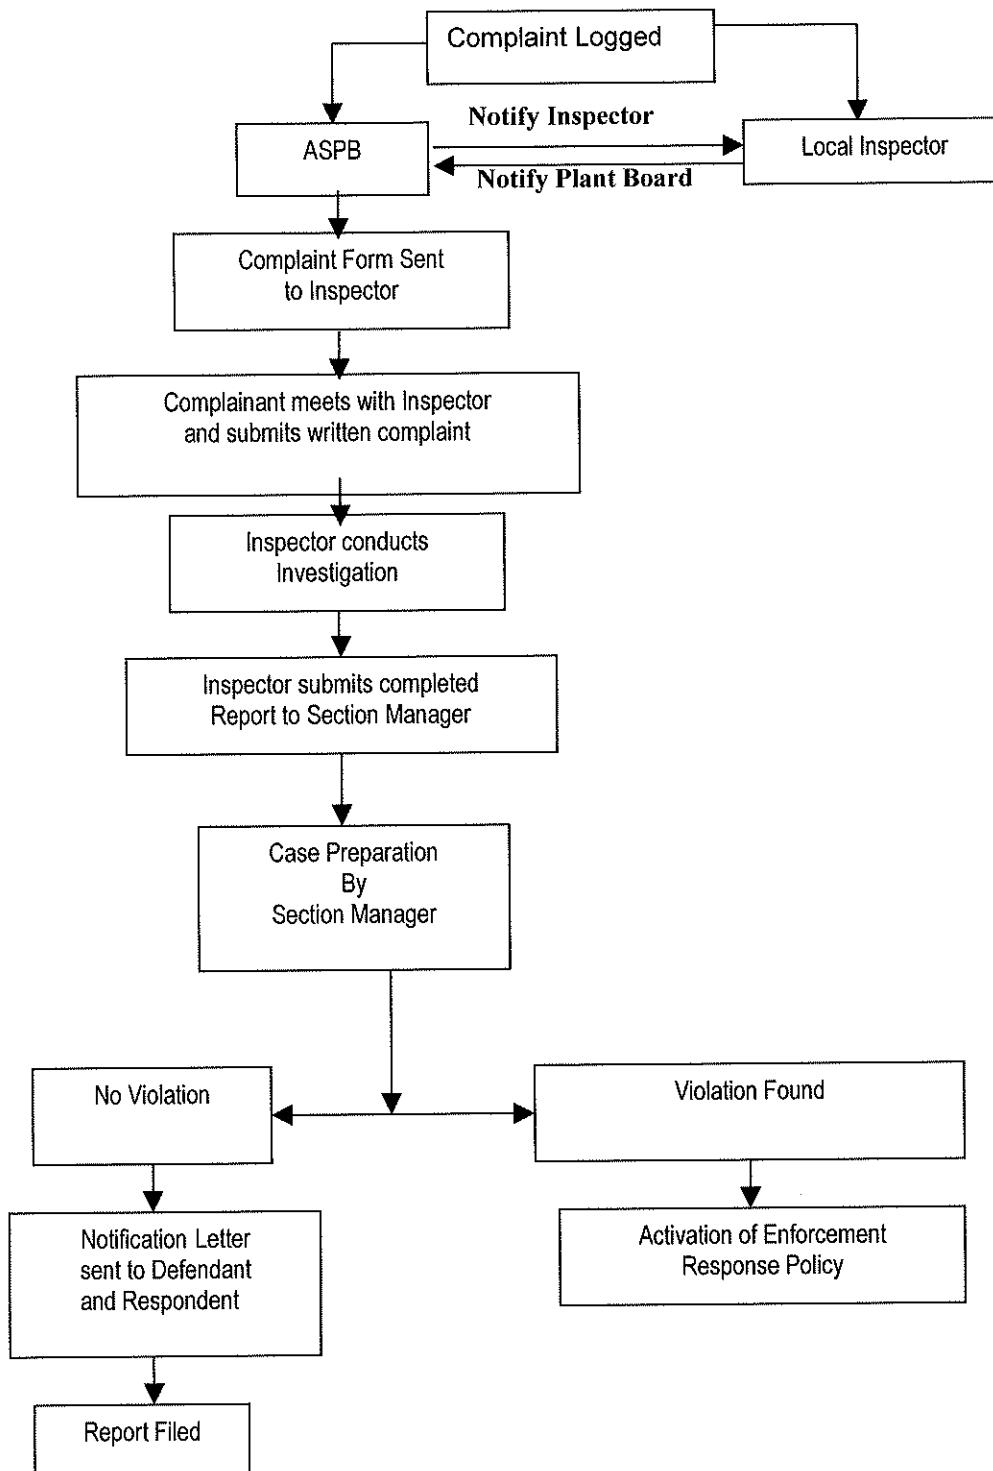 Complaint Logged
Notify Inspector
ASPB
Local Inspector
Notify Plant Board
Complaint Form Sent
to Inspector
Complainant meets with Inspector
and submits written complaint
Inspector conducts
Investigation
Inspector submits completed
Report to Section Manager
Case Preparation
By
Section Manager
No Violation
Violation Found
Notification Letter
sent to Defendant
and Respondent
Activation of Enforcement
Response Policy
Report Filed